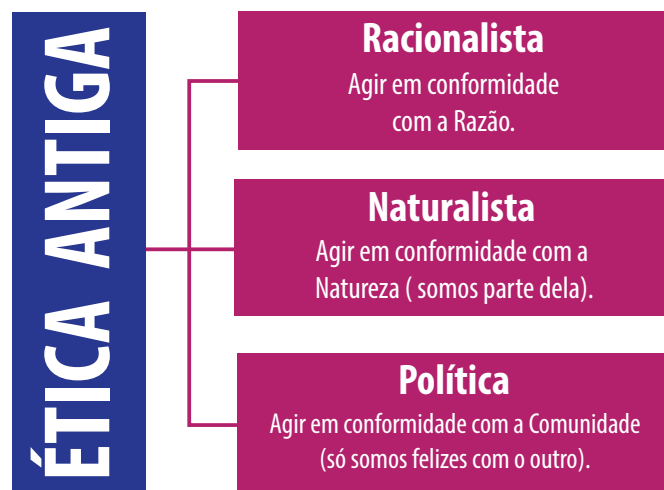 ÉTICA ANTIGA
Racionalista
Agir em conformidade
com a Razão.
Naturalista
Agir em conformidade com a
Natureza ( somos parte dela).
Política
Agir em conformidade com a Comunidade
(só somos felizes com o outro).